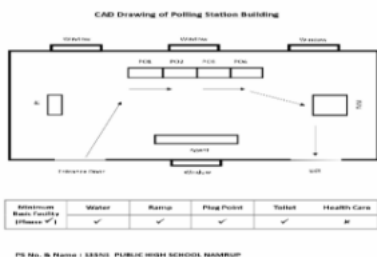 CAD Drawing of Polling Station Building
Window Window Window
PO1 PO2 PO3 PO4
Agent
Entrance Door Window Exit
Minimum Basic Facility (Please ✓) Water Ramp Plug Point Toilet Health Care
✓ ✓ ✓ ✓ ✗
PS No. & Name : PUBLIC HIGH SCHOOL NAMRUP